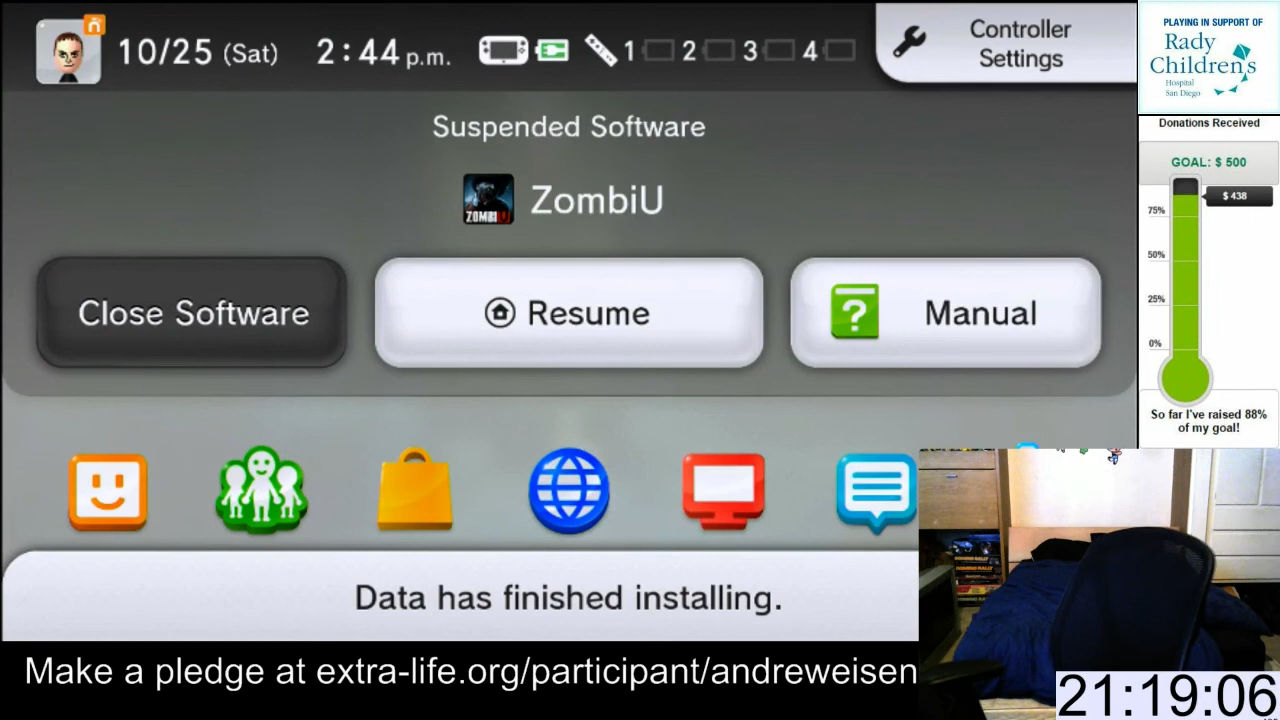 10/25 (Sat) 2:44 p.m. 1 2 3 4
Controller
Settings
Suspended Software
ZOMBIU
ZombiU
Close Software
Resume
? Manual
Data has finished installing.
Make a pledge at extra-life.org/participant/andreweisen
PLAYING IN SUPPORT OF
Rady
Children's
Hospital
San Diego
Donations Received
GOAL: $ 500
$ 438
75%
50%
25%
0%
So far I've raised 88%
of my goal!
21:19:06